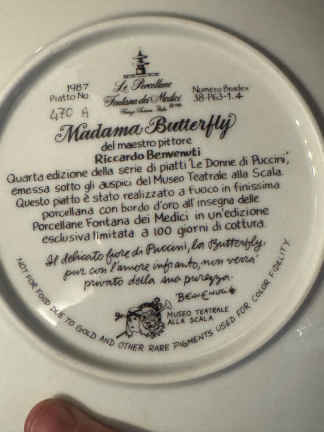 1987
Piatto No.
470 A
Le Porcellane
Fontana dei Medici
Numero Bradex
38-P63-1.4
Madama Butterfly
del maestro pittore
Riccardo Benvenuti
Quarta edizione della serie di piatti 'Le Donne di Puccini,'
emessa sotto gli auspici del Museo Teatrale alla Scala.
Questo piatto è stato realizzato a fuoco in finissima
porcellana con bordo d'oro all'insegna delle
Porcellane Fontana dei Medici in un'edizione
esclusiva limitata a 100 giorni di cottura.
Il delicato fiore di Puccini, la Butterfly,
pur con l'amore infranto, non verrà
privato della sua purezza.
BENVENUTI
MUSEO TEATRALE
ALLA SCALA
NOT FOR FOOD DUE TO GOLD AND OTHER RARE PIGMENTS USED FOR COLOR FIDELITY.